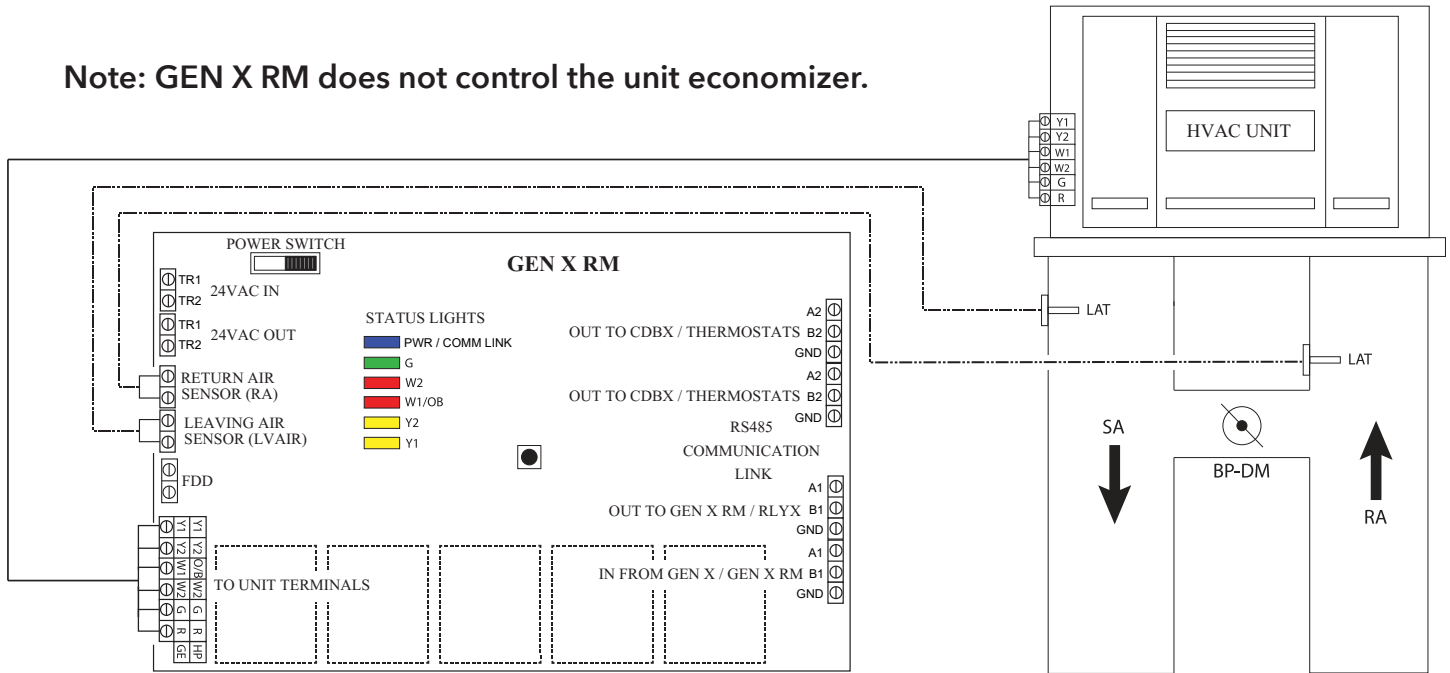 Note: GEN X RM does not control the unit economizer.
HVAC UNIT
Y1
Y2
W1
W2
G
R
POWER SWITCH
GEN X RM
TR1
TR2
24VAC IN
TR1
TR2
24VAC OUT
RETURN AIR
SENSOR (RA)
LEAVING AIR
SENSOR (LVAIR)
FDD
STATUS LIGHTS
PWR / COMM LINK
G
W2
W1/OB
Y2
Y1
OUT TO CDBX / THERMOSTATS
A2
B2
GND
OUT TO CDBX / THERMOSTATS
A2
B2
GND
RS485
COMMUNICATION
LINK
OUT TO GEN X RM / RLYX
A1
B1
GND
IN FROM GEN X / GEN X RM
A1
B1
GND
Y1 Y1
Y2 Y2
W1 O/B
W2 W2
G G
R R
GE HP
TO UNIT TERMINALS
LAT
LAT
SA
BP-DM
RA